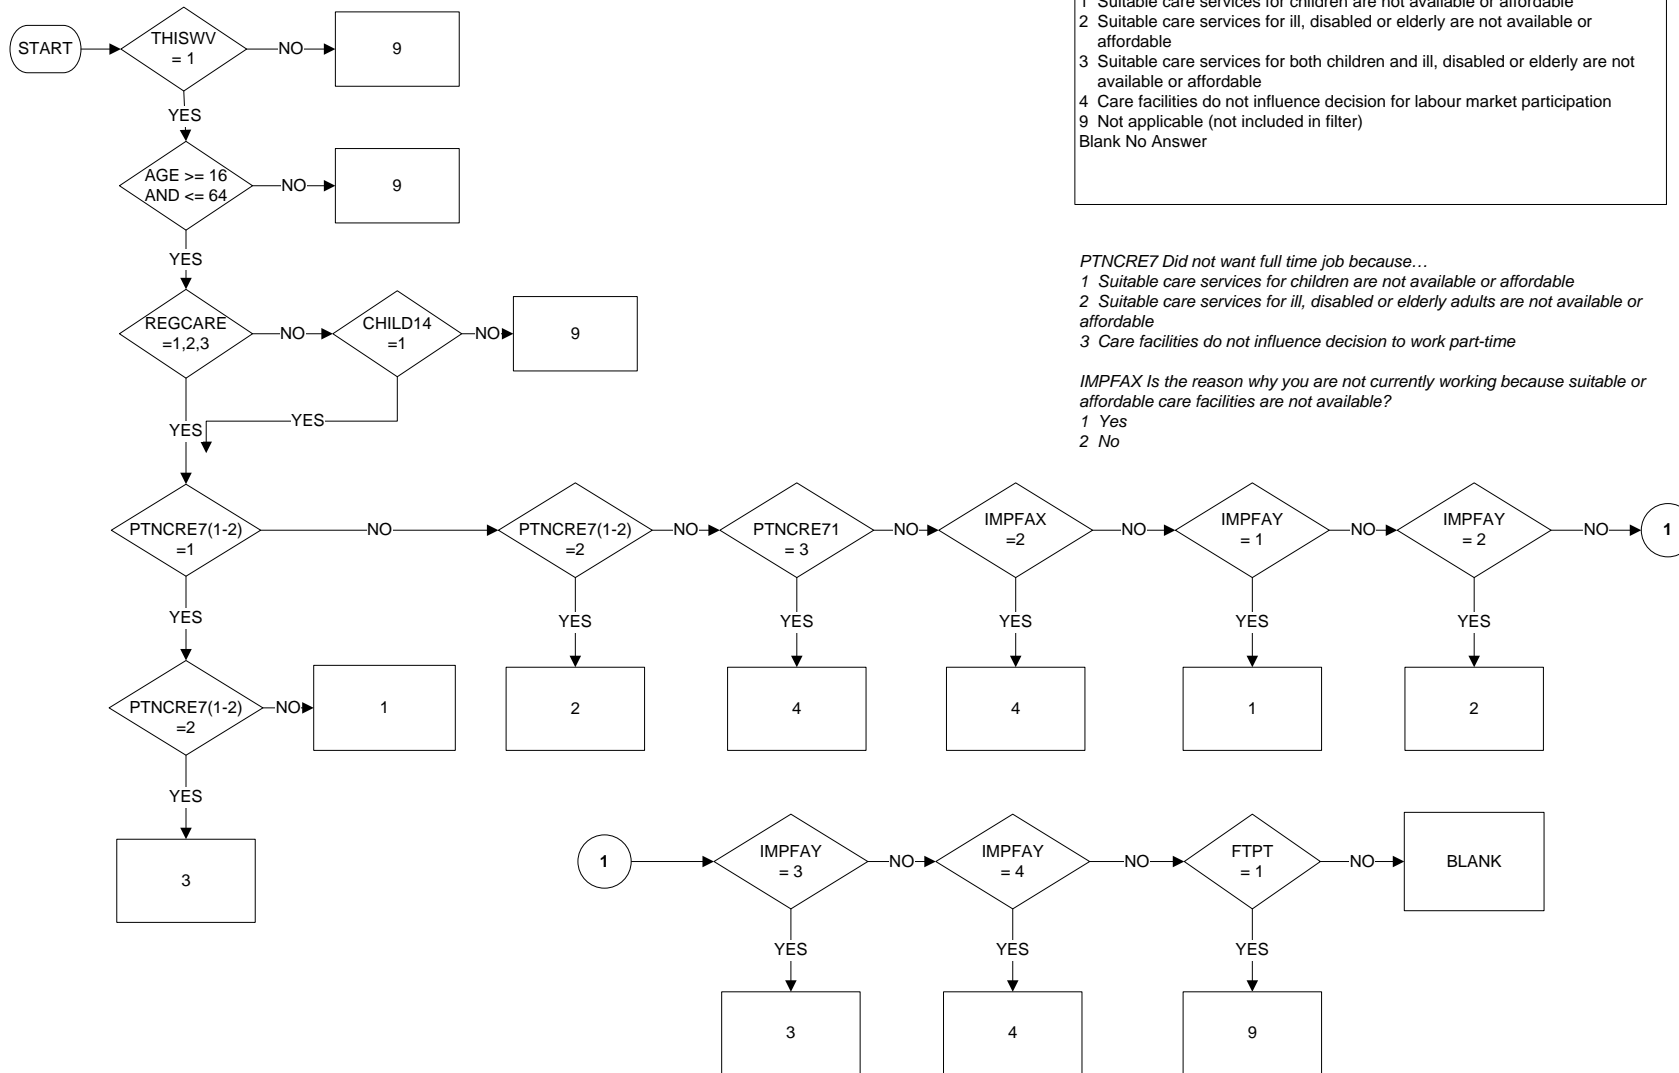 1 Suitable care services for children are not available or affordable
2 Suitable care services for ill, disabled or elderly are not available or
affordable
3 Suitable care services for both children and ill, disabled or elderly are not
available or affordable
4 Care facilities do not influence decision for labour market participation
9 Not applicable (not included in filter)
Blank No Answer
START
THISWV
= 1
NO
9
YES
AGE >= 16
AND <= 64
NO
9
YES
PTNCRE7 Did not want full time job because…
1 Suitable care services for children are not available or affordable
2 Suitable care services for ill, disabled or elderly adults are not available or
affordable
3 Care facilities do not influence decision to work part-time
IMPFAX Is the reason why you are not currently working because suitable or
affordable care facilities are not available?
1 Yes
2 No
REGCARE
=1,2,3
NO
CHILD14
=1
NO
9
YES
YES
PTNCRE7(1-2)
=1
NO
PTNCRE7(1-2)
=2
NO
PTNCRE71
= 3
NO
IMPFAX
=2
NO
IMPFAY
= 1
NO
IMPFAY
= 2
NO
1
YES
YES
YES
YES
YES
YES
PTNCRE7(1-2)
=2
NO
1
2
4
4
1
2
YES
3
1
IMPFAY
= 3
NO
IMPFAY
= 4
NO
FTPT
= 1
NO
BLANK
YES
YES
YES
3
4
9